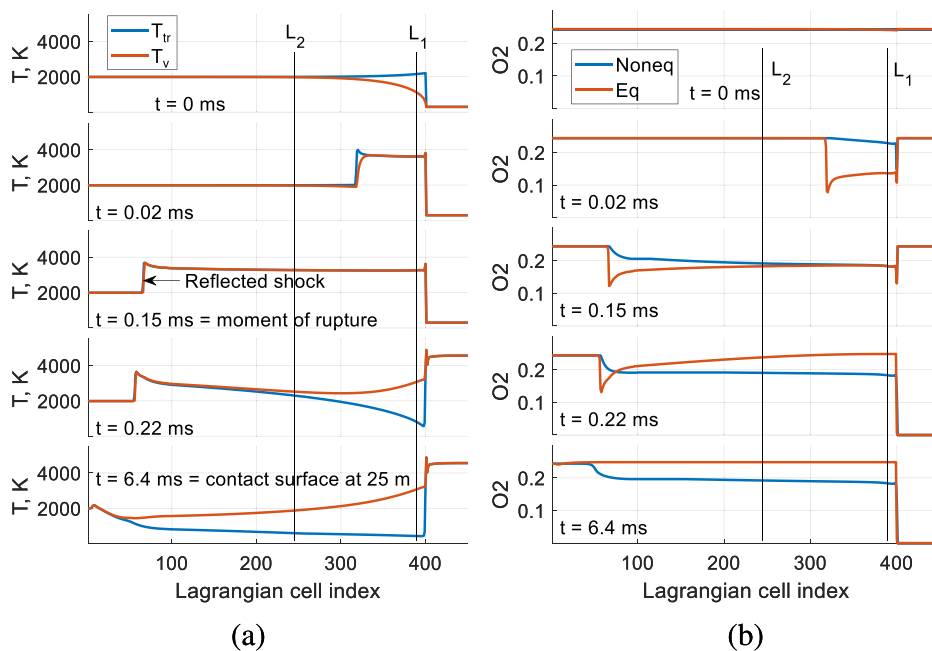 T_tr
T_v
L_2
L_1
T, K
4000
2000
t = 0 ms
T, K
4000
2000
t = 0.02 ms
T, K
4000
2000
Reflected shock
t = 0.15 ms = moment of rupture
T, K
4000
2000
t = 0.22 ms
T, K
4000
2000
t = 6.4 ms = contact surface at 25 m
100
200
300
400
Lagrangian cell index
(a)
O2
0.2
0.1
Noneq
Eq
L_2
L_1
t = 0 ms
O2
0.2
0.1
t = 0.02 ms
O2
0.2
0.1
t = 0.15 ms
O2
0.2
0.1
t = 0.22 ms
O2
0.2
0.1
t = 6.4 ms
100
200
300
400
Lagrangian cell index
(b)